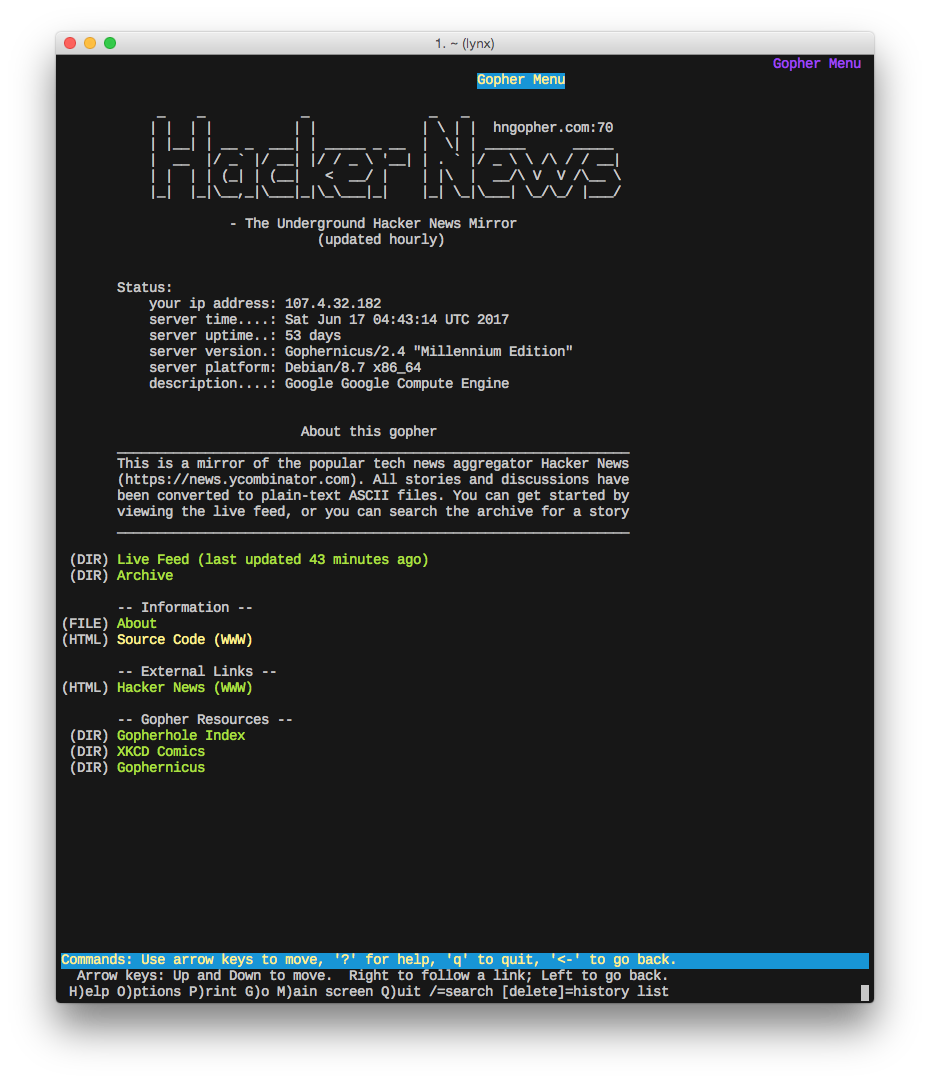 1. ~ (lynx)
Gopher Menu
Gopher Menu
Hacker News
hngopher.com:70
- The Underground Hacker News Mirror
(updated hourly)
Status:
your ip address: 107.4.32.182
server time....: Sat Jun 17 04:43:14 UTC 2017
server uptime..: 53 days
server version.: Gophernicus/2.4 "Millennium Edition"
server platform: Debian/8.7 x86_64
description....: Google Google Compute Engine
About this gopher
This is a mirror of the popular tech news aggregator Hacker News
(https://news.ycombinator.com). All stories and discussions have
been converted to plain-text ASCII files. You can get started by
viewing the live feed, or you can search the archive for a story
(DIR) Live Feed (last updated 43 minutes ago)
(DIR) Archive
-- Information --
(FILE) About
(HTML) Source Code (WWW)
-- External Links --
(HTML) Hacker News (WWW)
-- Gopher Resources --
(DIR) Gopherhole Index
(DIR) XKCD Comics
(DIR) Gophernicus
Commands: Use arrow keys to move, '?' for help, 'q' to quit, '<-' to go back.
Arrow keys: Up and Down to move.  Right to follow a link; Left to go back.
H)elp O)ptions P)rint G)o M)ain screen Q)uit /=search [delete]=history list